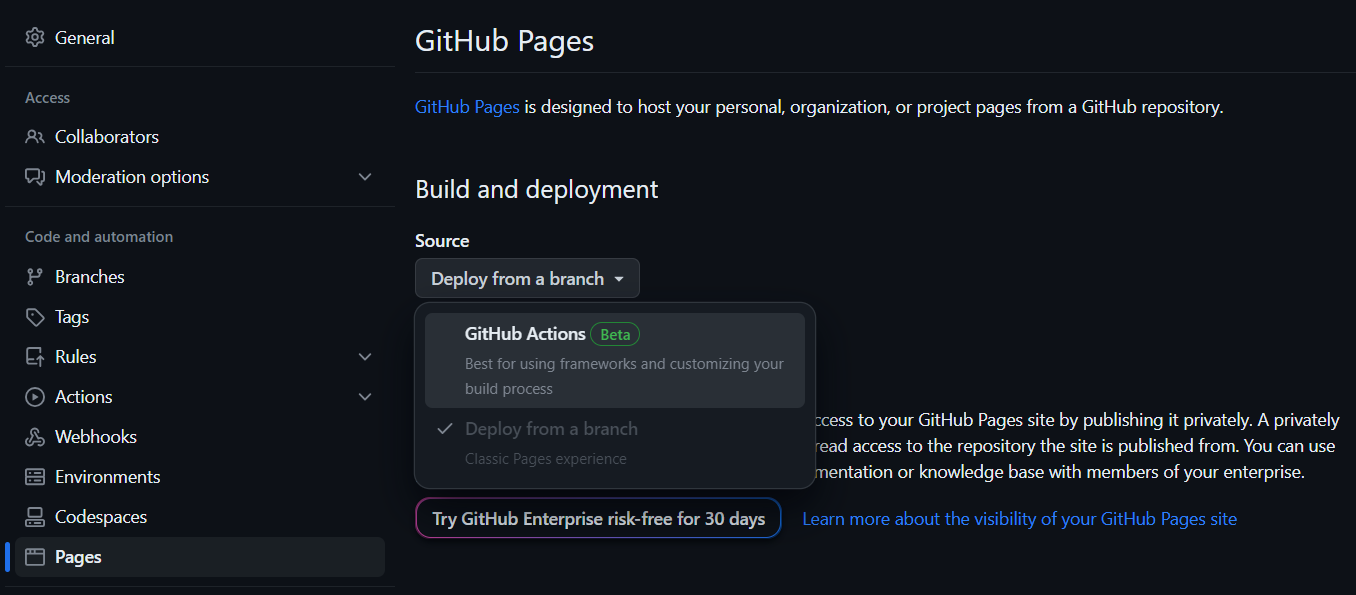 General
Access
Collaborators
Moderation options
Code and automation
Branches
Tags
Rules
Actions
Webhooks
Environments
Codespaces
Pages
GitHub Pages
GitHub Pages is designed to host your personal, organization, or project pages from a GitHub repository.
Build and deployment
Source
Deploy from a branch
GitHub Actions Beta
Best for using frameworks and customizing your
build process
Deploy from a branch
Classic Pages experience
ccess to your GitHub Pages site by publishing it privately. A privately
read access to the repository the site is published from. You can use
mentation or knowledge base with members of your enterprise.
Try GitHub Enterprise risk-free for 30 days
Learn more about the visibility of your GitHub Pages site